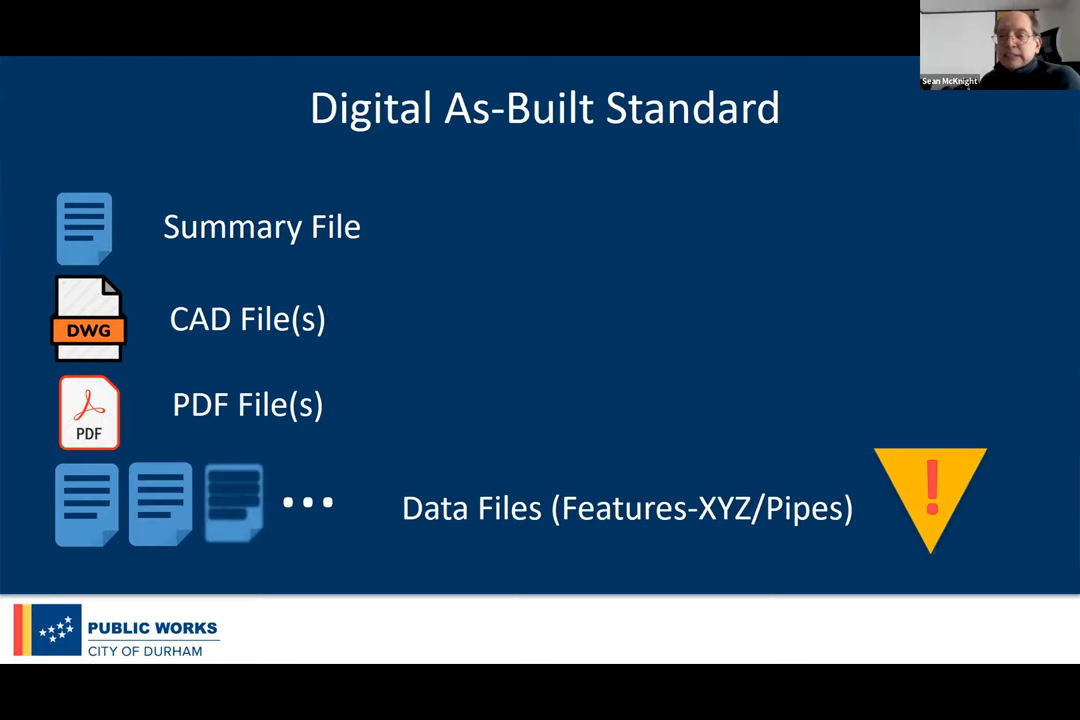 Sean McKnight
Digital As-Built Standard
Summary File
DWG
CAD File(s)
PDF File(s)
PDF
... Data Files (Features-XYZ/Pipes)
!
PUBLIC WORKS
CITY OF DURHAM